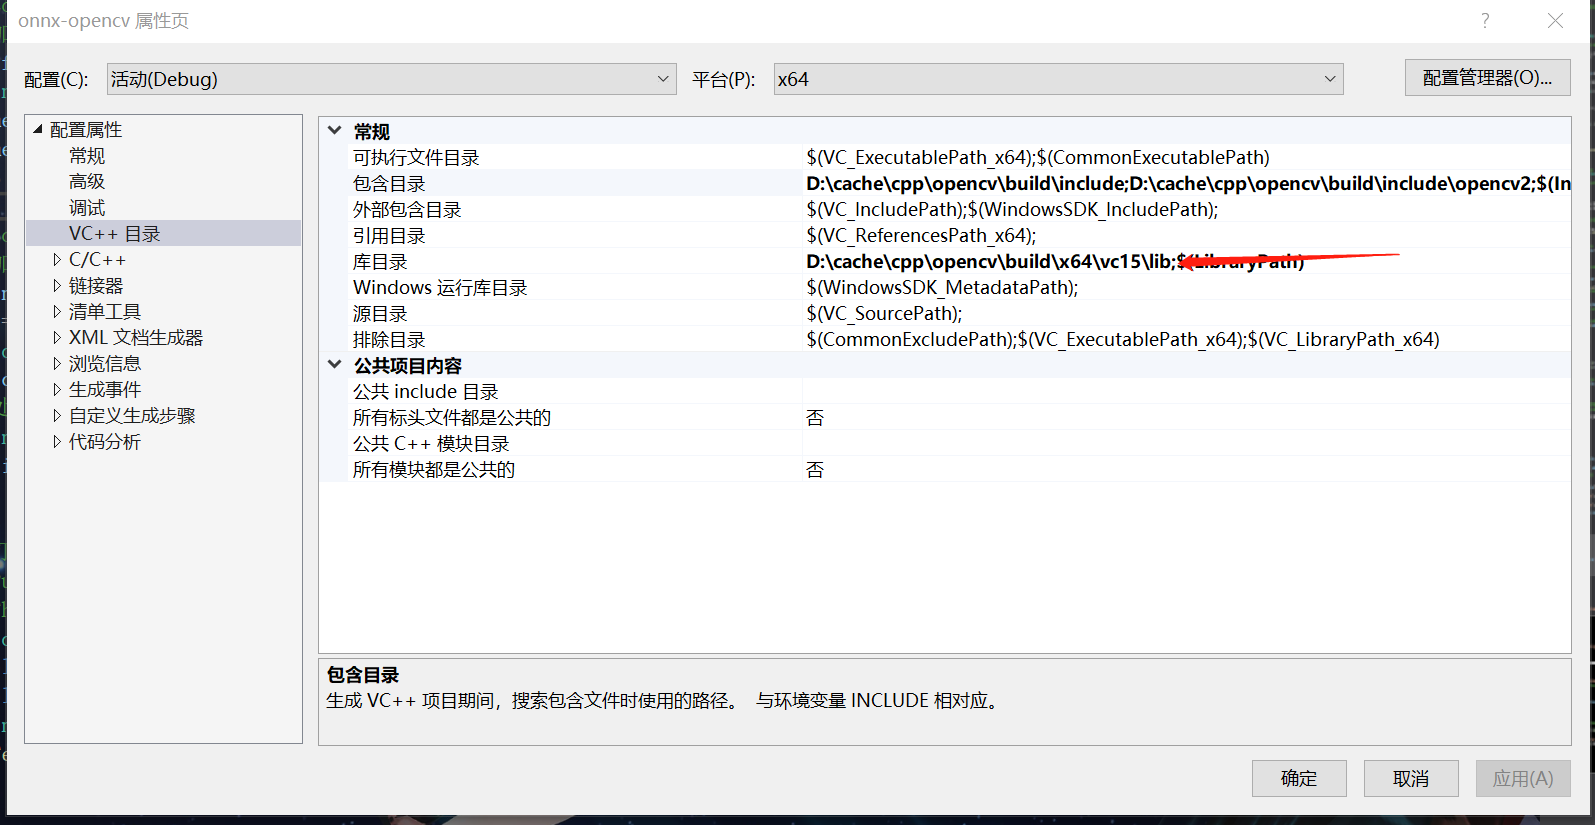 onnx-opencv 属性页
配置(C): 活动(Debug) 平台(P): x64 配置管理器(O)...
配置属性
常规
高级
调试
VC++ 目录
C/C++
链接器
清单工具
XML 文档生成器
浏览信息
生成事件
自定义生成步骤
代码分析
常规
可执行文件目录 $(VC_ExecutablePath_x64);$(CommonExecutablePath)
包含目录 D:\cache\cpp\opencv\build\include;D:\cache\cpp\opencv\build\include\opencv2;$(In
外部包含目录 $(VC_IncludePath);$(WindowsSDK_IncludePath);
引用目录 $(VC_ReferencesPath_x64);
库目录 D:\cache\cpp\opencv\build\x64\vc15\lib;$(LibraryPath)
Windows 运行库目录 $(WindowsSDK_MetadataPath);
源目录 $(VC_SourcePath);
排除目录 $(CommonExcludePath);$(VC_ExecutablePath_x64);$(VC_LibraryPath_x64)
公共项目内容
公共 include 目录
所有标头文件都是公共的 否
公共 C++ 模块目录
所有模块都是公共的 否
包含目录
生成 VC++ 项目期间，搜索包含文件时使用的路径。 与环境变量 INCLUDE 相对应。
确定 取消 应用(A)